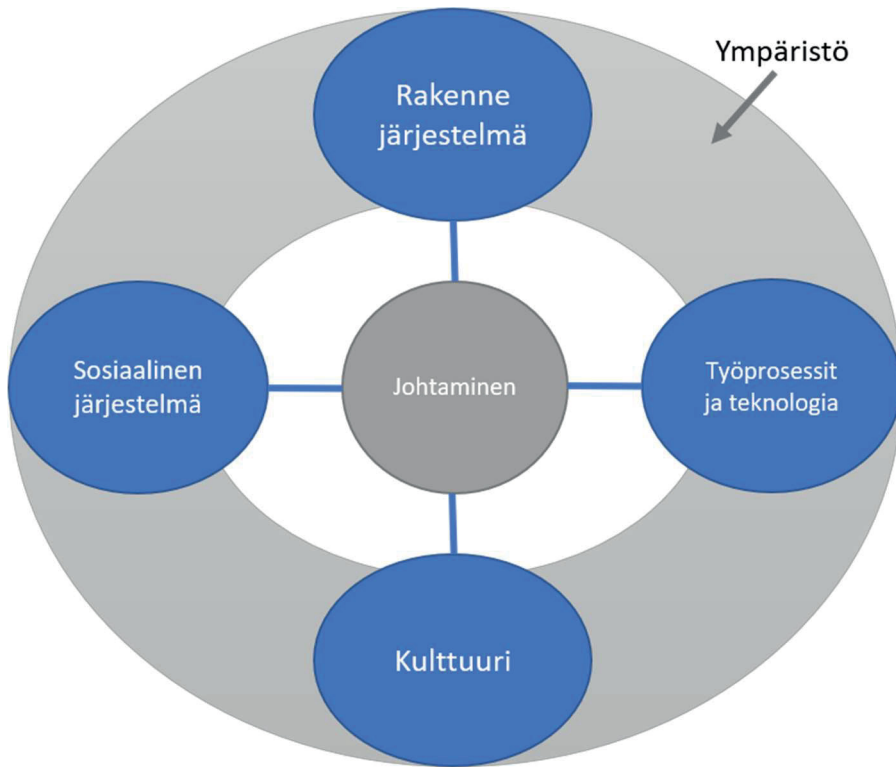 Ympäristö
Rakenne
järjestelmä
Sosiaalinen
järjestelmä
Johtaminen
Työprosessit
ja teknologia
Kulttuuri